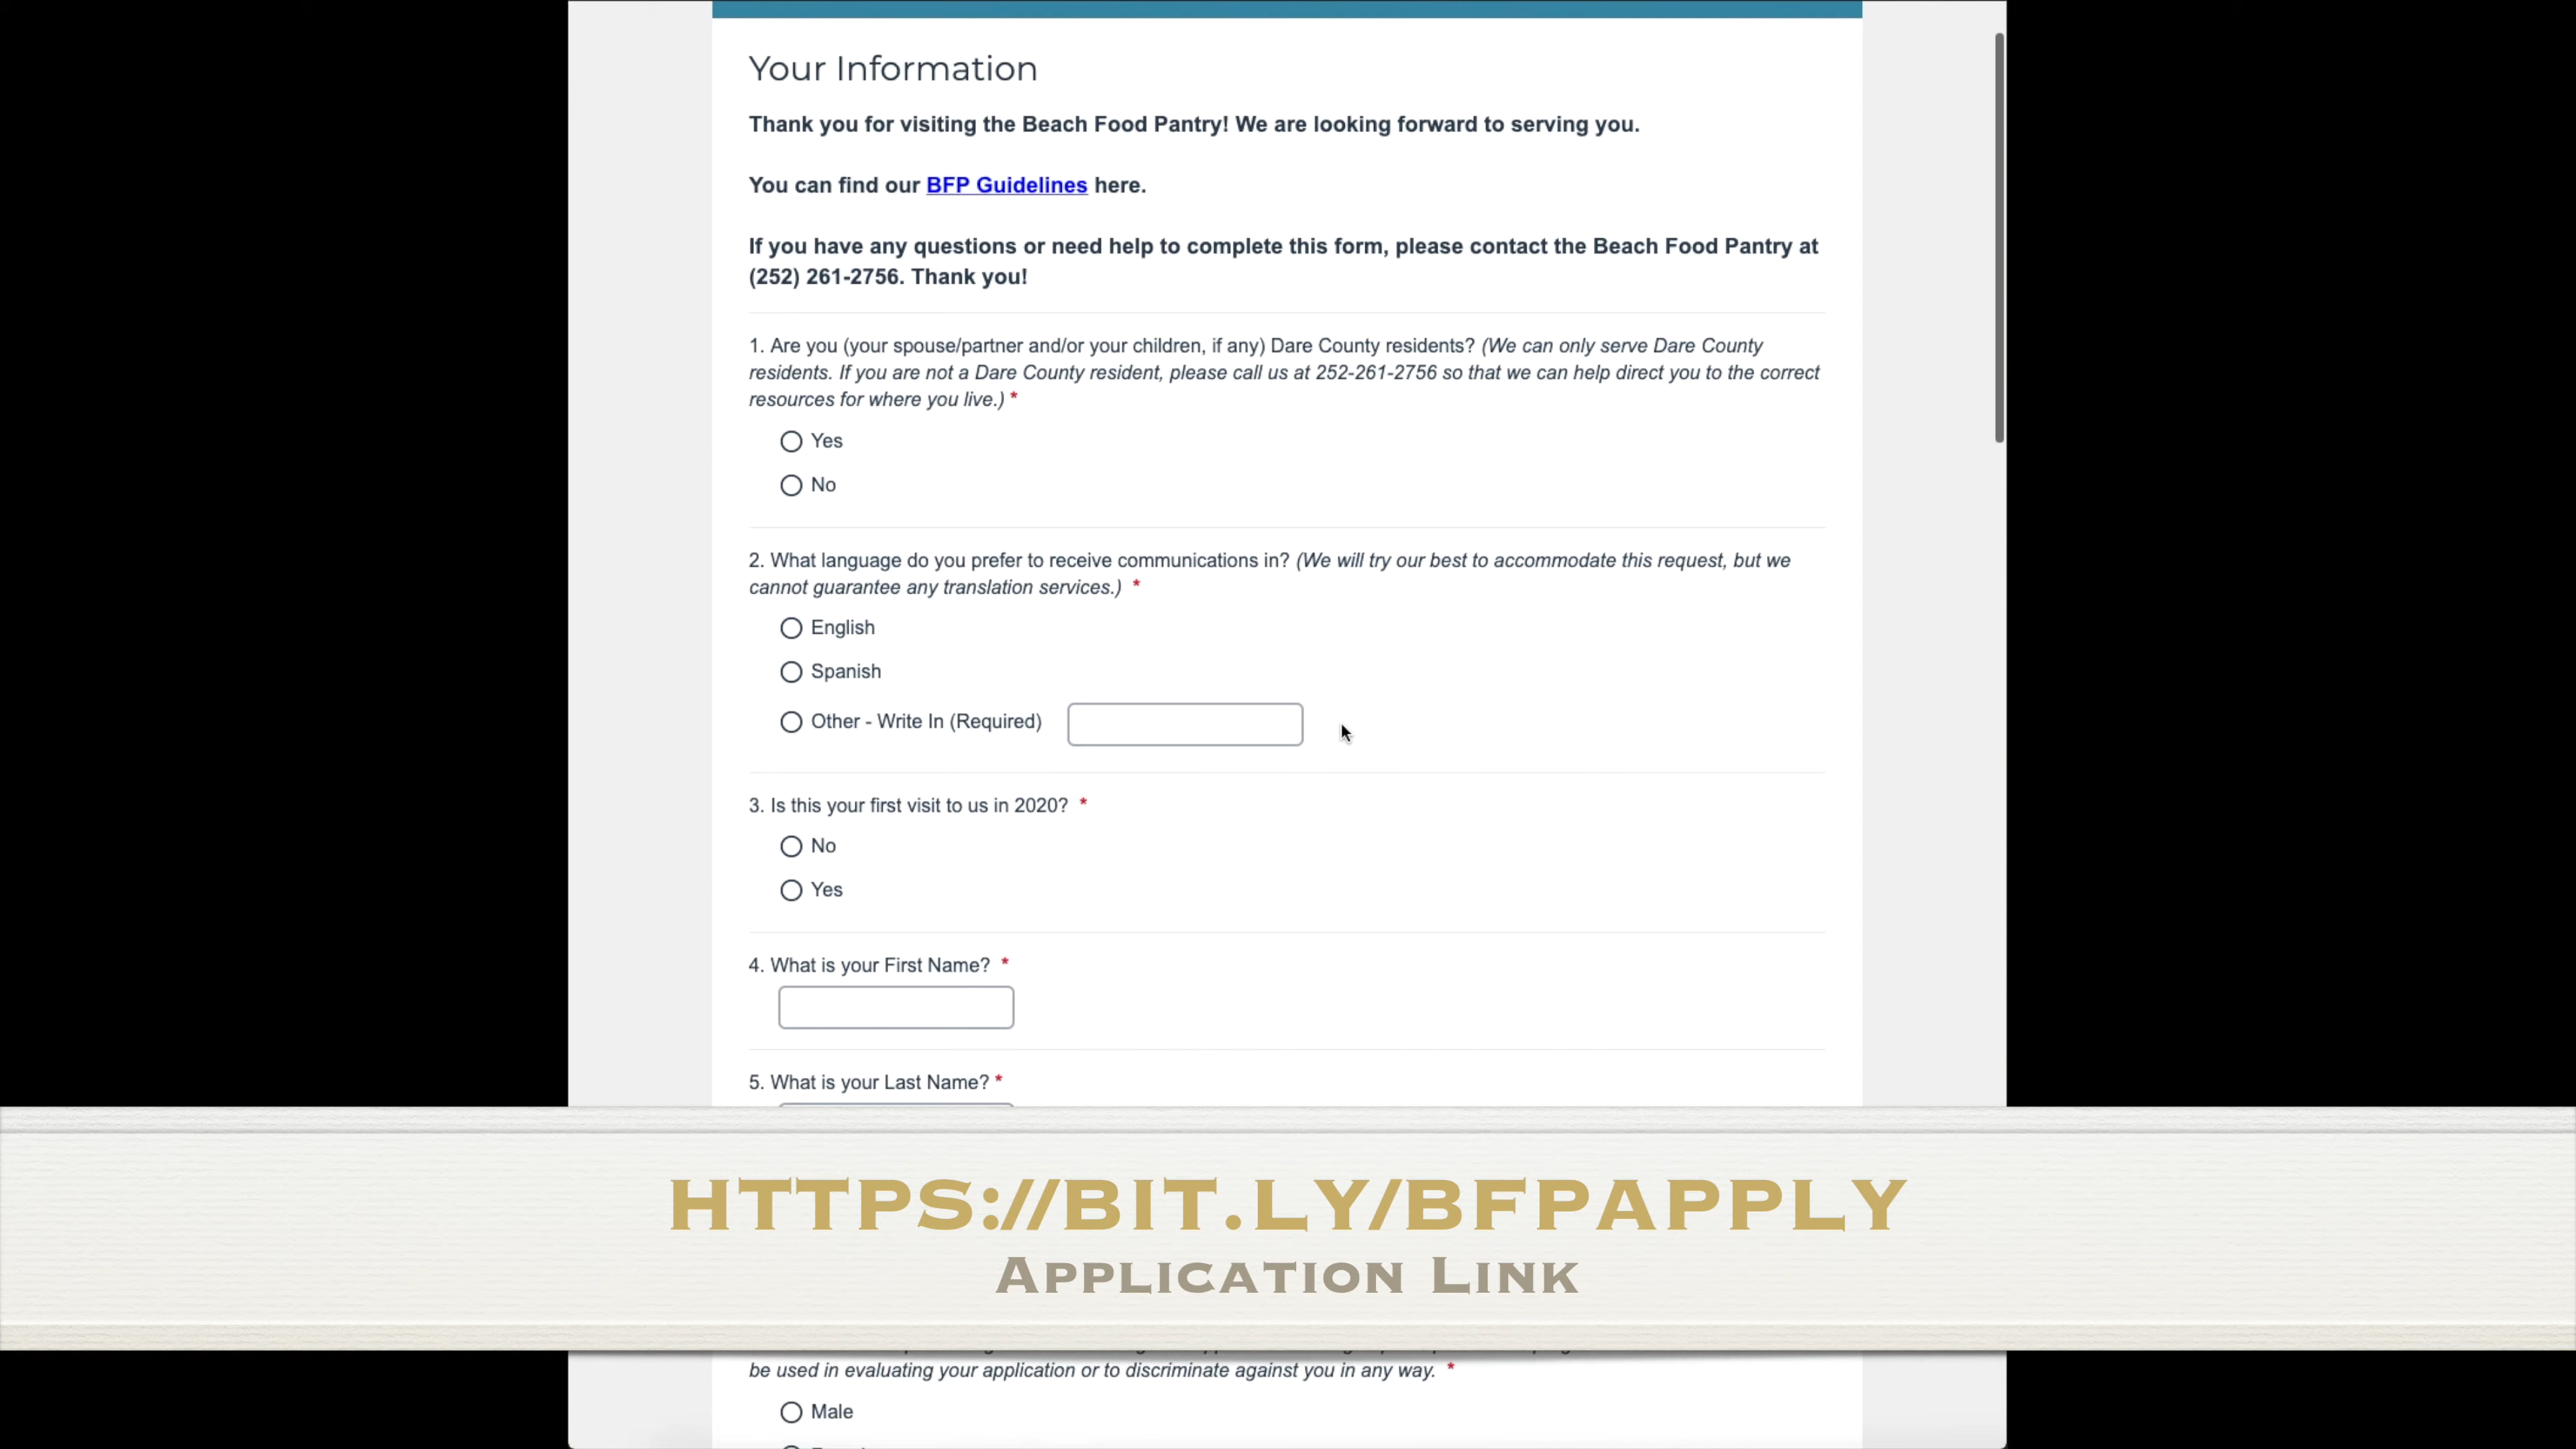 Your Information
Thank you for visiting the Beach Food Pantry! We are looking forward to serving you.
You can find our BFP Guidelines here.
If you have any questions or need help to complete this form, please contact the Beach Food Pantry at
(252) 261-2756. Thank you!
1. Are you (your spouse/partner and/or your children, if any) Dare County residents? (We can only serve Dare County
residents. If you are not a Dare County resident, please call us at 252-261-2756 so that we can help direct you to the correct
resources for where you live.) *
Yes
No
2. What language do you prefer to receive communications in? (We will try our best to accommodate this request, but we
cannot guarantee any translation services.) *
English
Spanish
Other - Write In (Required)
3. Is this your first visit to us in 2020? *
No
Yes
4. What is your First Name? *
5. What is your Last Name? *
HTTPS://BIT.LY/BFPAPPLY
Application Link
be used in evaluating your application or to discriminate against you in any way. *
Male